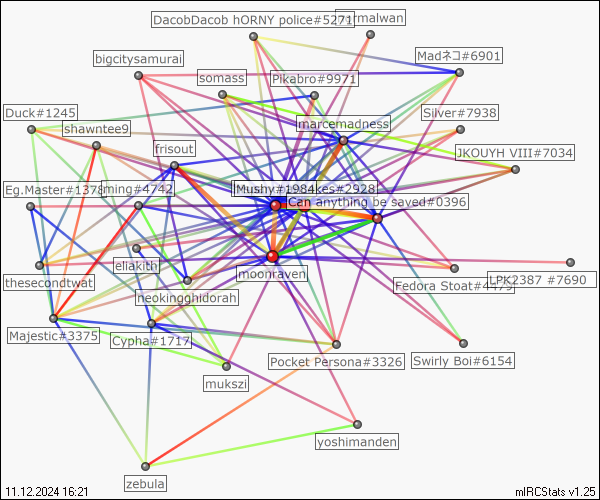 DacobDacob hORNY police#5271
bigcitysamurai
Madネコ#6901
somass
Pikabro#9971
Duck#1245
Silver#7938
shawntee9
marcemadness
frisout
JKOUYH VIII#7034
Eg.Master#1378
ming#4742
Mushy#1984
kes#2928
Can anything be saved#0396
ellakith
moonraven
thesecondtwat
neokingghidorah
Fedora Stoat#4475
LPK2387 #7690
Majestic#3375
Cypha#1717
Pocket Persona#3326
Swirly Boi#6154
mukszi
yoshimanden
zebula
11.12.2024 16:21
mIRCStats v1.25